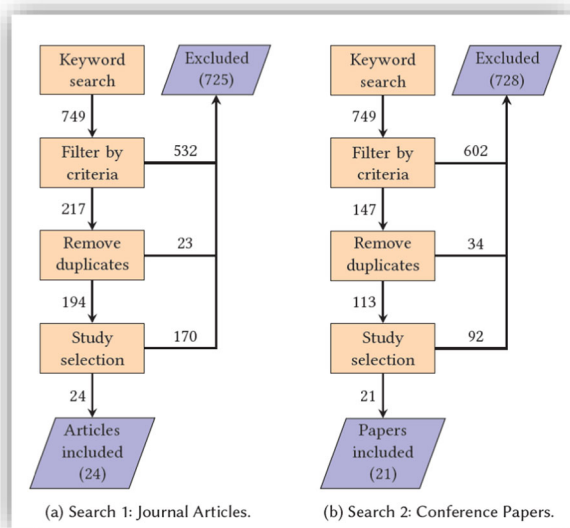 Keyword
search
Excluded
(725)
749
Filter by
criteria
532
217
Remove
duplicates
23
194
Study
selection
170
24
Articles
included
(24)
(a) Search 1: Journal Articles.
Keyword
search
Excluded
(728)
749
Filter by
criteria
602
147
Remove
duplicates
34
113
Study
selection
92
21
Papers
included
(21)
(b) Search 2: Conference Papers.